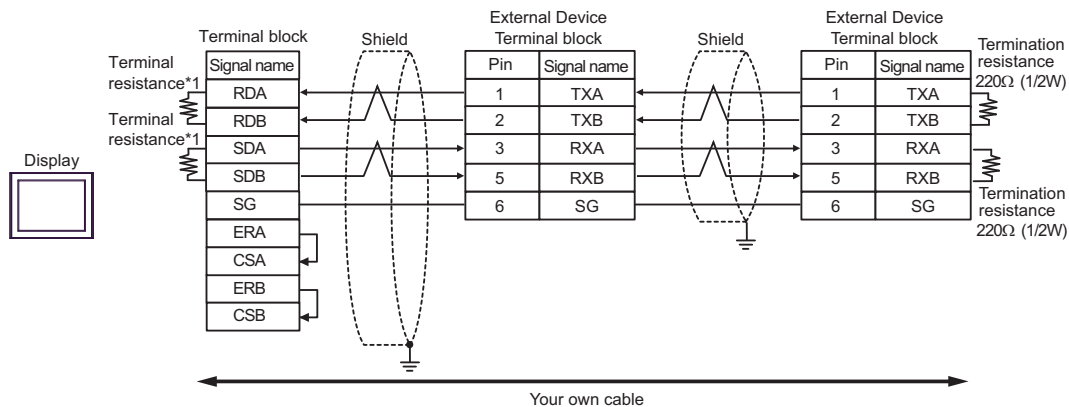 External Device
External Device
Terminal block
Shield
Terminal block
Shield
Terminal block
Termination
resistance
220Ω (1/2W)
Terminal
resistance*1
Signal name
Pin
Signal name
Pin
Signal name
RDA
1
TXA
1
TXA
Terminal
resistance*1
RDB
2
TXB
2
TXB
SDA
3
RXA
3
RXA
Display
SDB
5
RXB
5
RXB
SG
6
SG
6
SG
Termination
resistance
220Ω (1/2W)
ERA
CSA
ERB
CSB
Your own cable